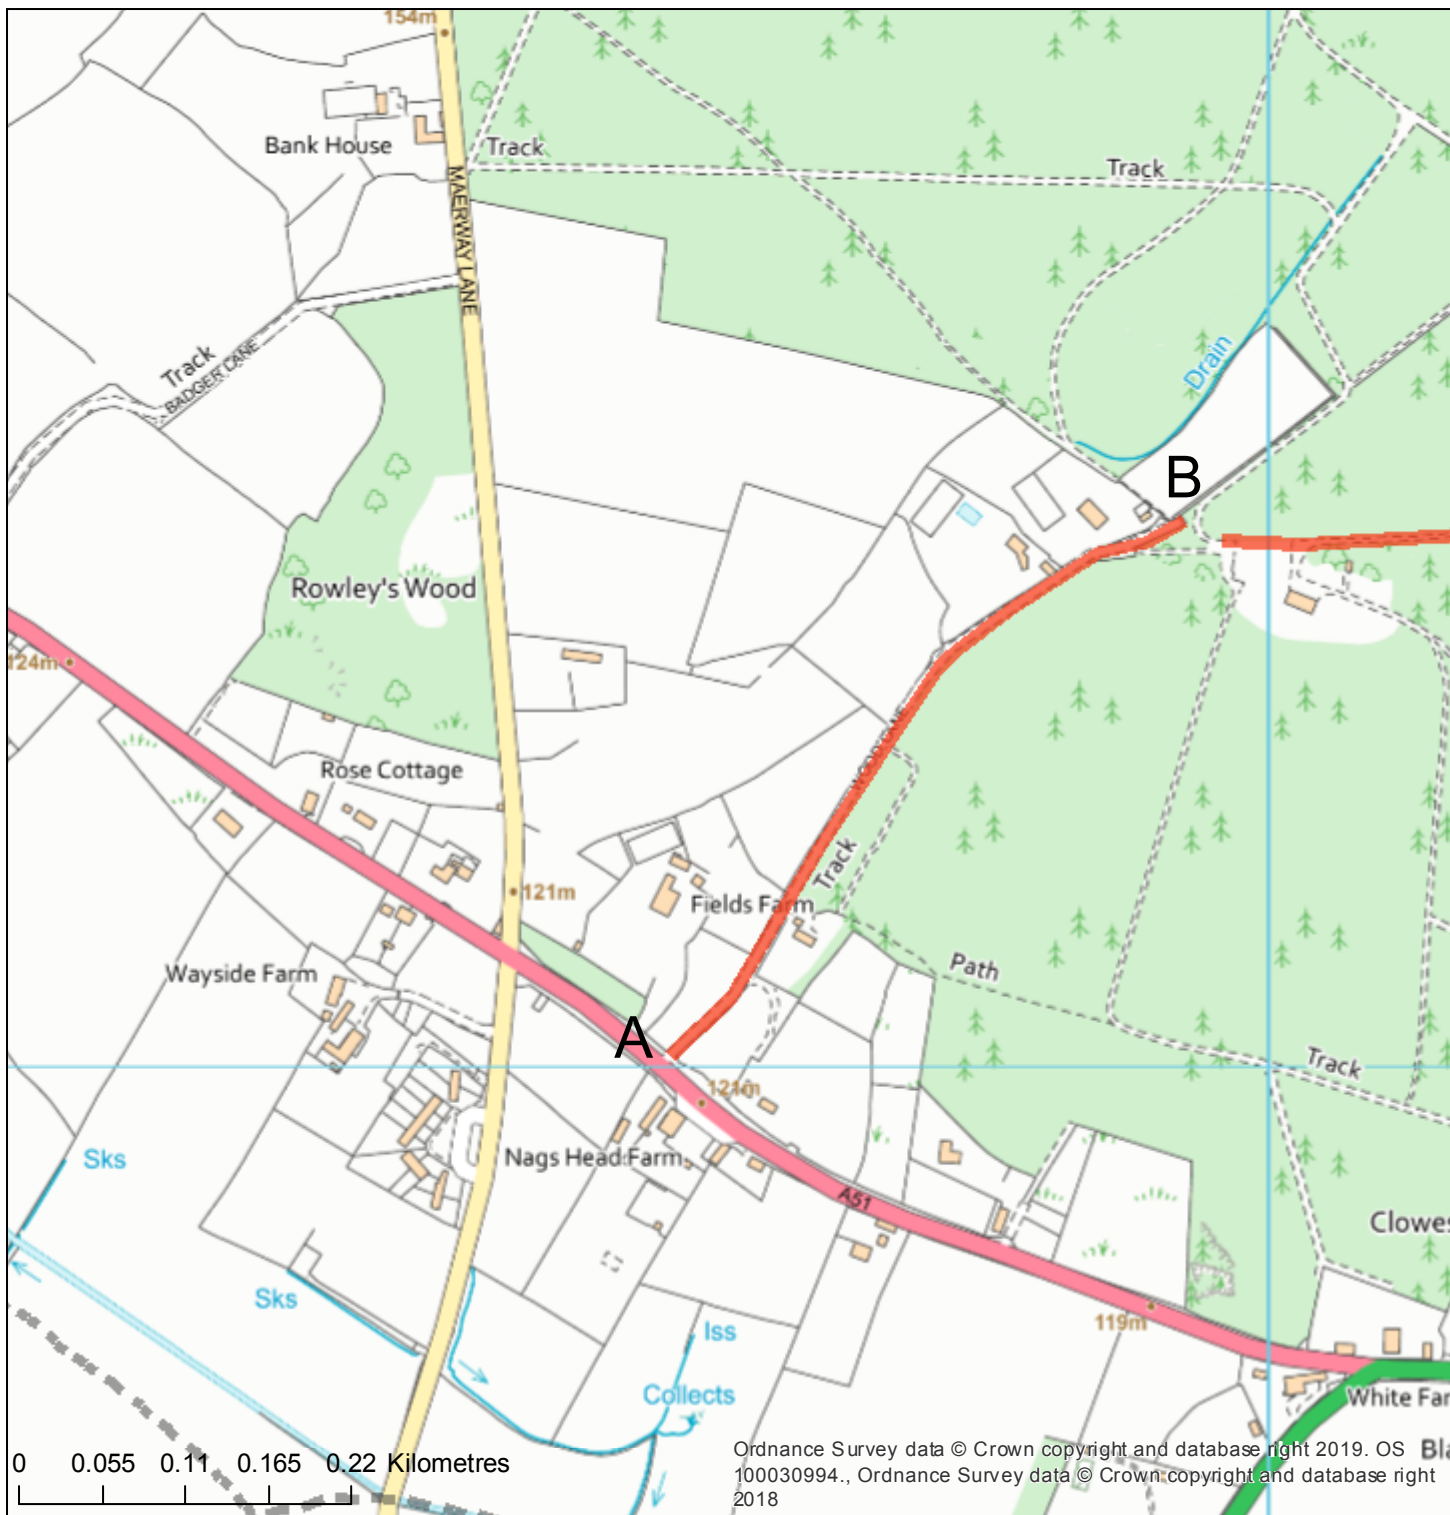 154m
Bank House
Track
Track
MAERWAY LANE
Track
BADGER LANE
Drain
B
Rowley's Wood
124m
WOOD LANE
Rose Cottage
Track
121m
Fields Farm
Wayside Farm
Path
A
Track
121m
Sks
Nags Head Farm
A51
Clowes
Sks
Iss
119m
Collects
White Far
0 0.055 0.11 0.165 0.22 Kilometres
Bla
Ordnance Survey data © Crown copyright and database right 2019. OS
100030994., Ordnance Survey data © Crown copyright and database right
2018